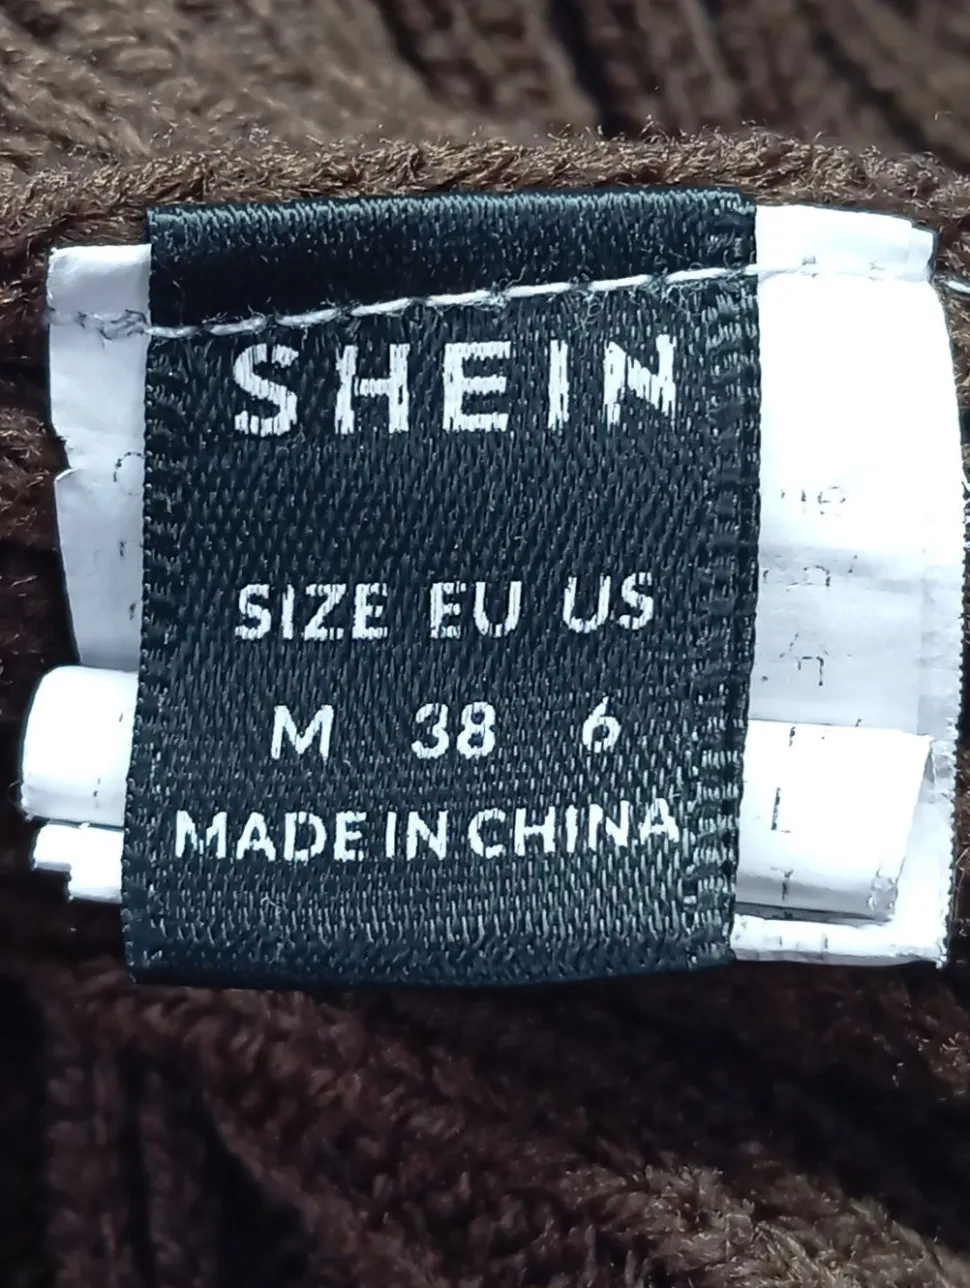 SHEIN
SIZE EU US
M 38 6
MADE IN CHINA